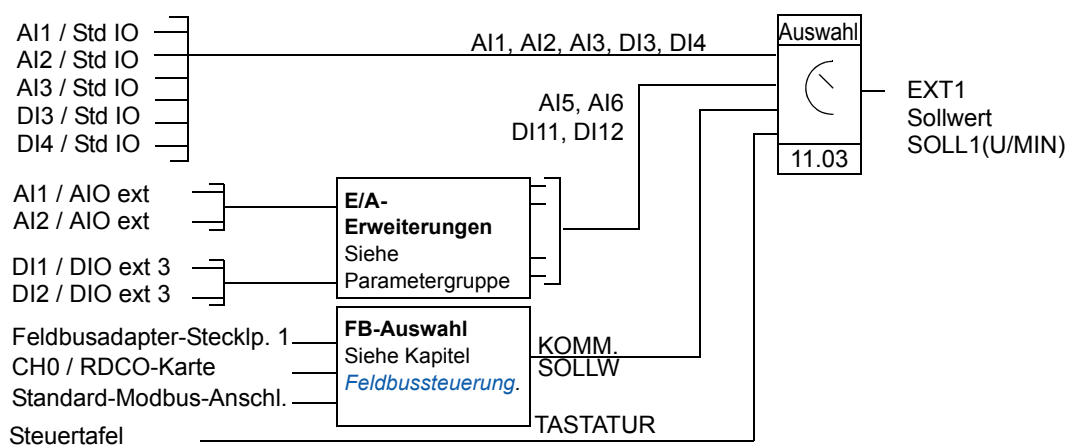 AI1 / Std IO
AI2 / Std IO
AI3 / Std IO
DI3 / Std IO
DI4 / Std IO
AI1, AI2, AI3, DI3, DI4
Auswahl
11.03
EXT1
Sollwert
SOLL1(U/MIN)
AI5, AI6
DI11, DI12
AI1 / AIO ext
AI2 / AIO ext
DI1 / DIO ext 3
DI2 / DIO ext 3
E/A-
Erweiterungen
Siehe
Parametergruppe
Feldbusadapter-Stecklp. 1
CH0 / RDCO-Karte
Standard-Modbus-Anschl.
FB-Auswahl
Siehe Kapitel
Feldbussteuerung.
KOMM.
SOLLW
Steuertafel
TASTATUR